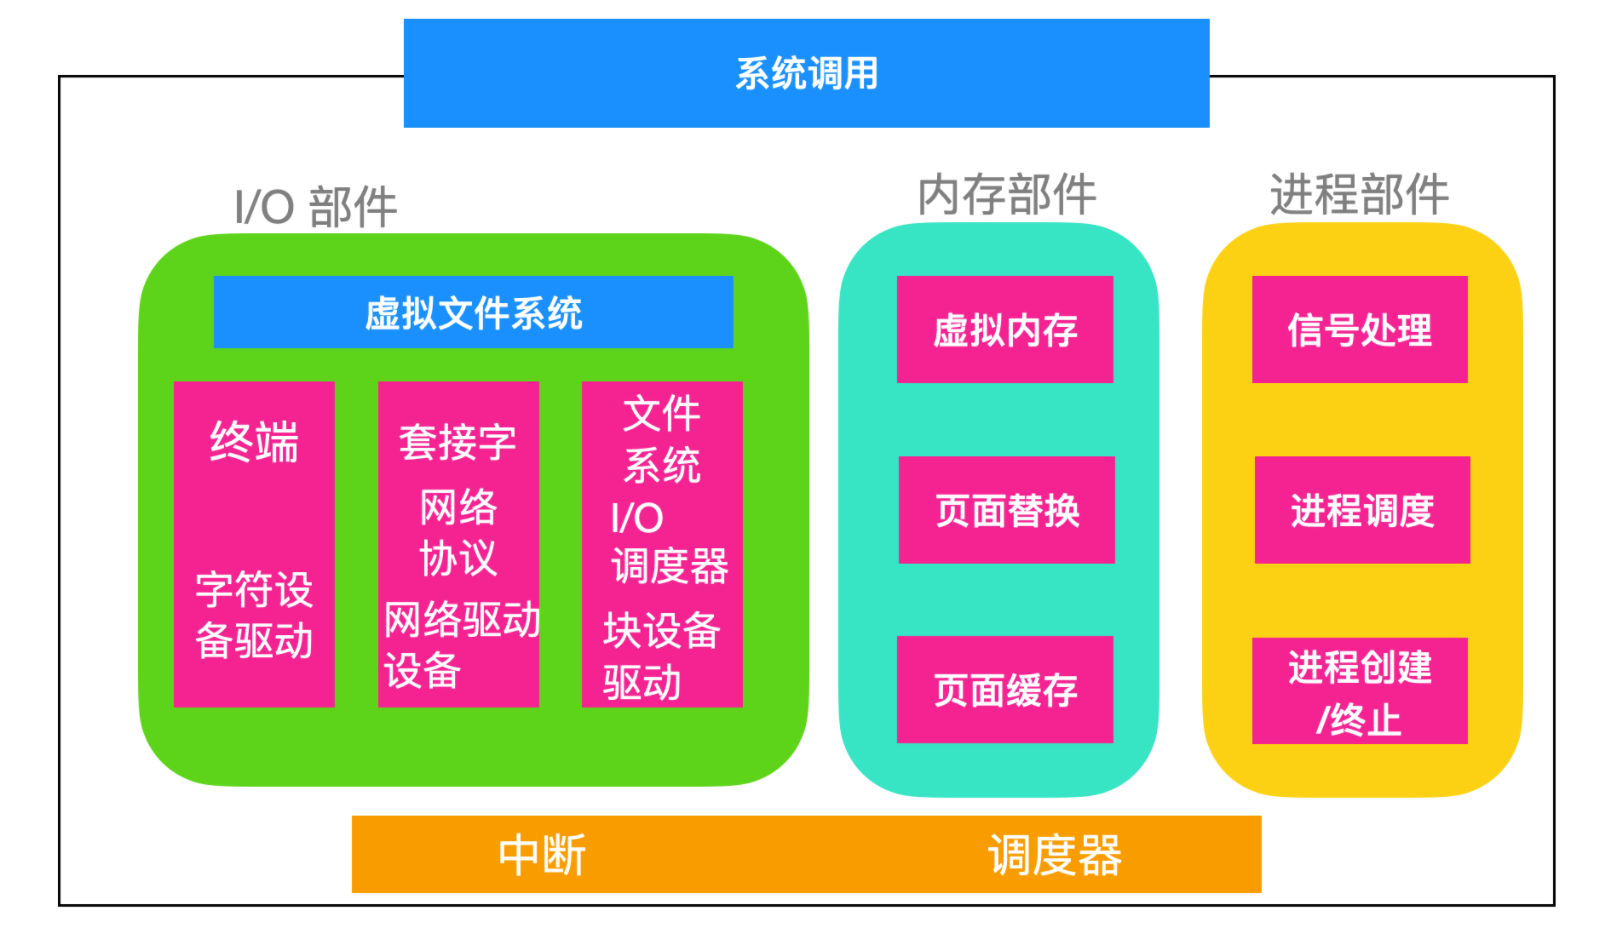 系统调用
I/O 部件
虚拟文件系统
终端
字符设
备驱动
套接字
网络
协议
网络驱动
设备
文件
系统
I/O
调度器
块设备
驱动
内存部件
虚拟内存
页面替换
页面缓存
进程部件
信号处理
进程调度
进程创建
/终止
中断
调度器